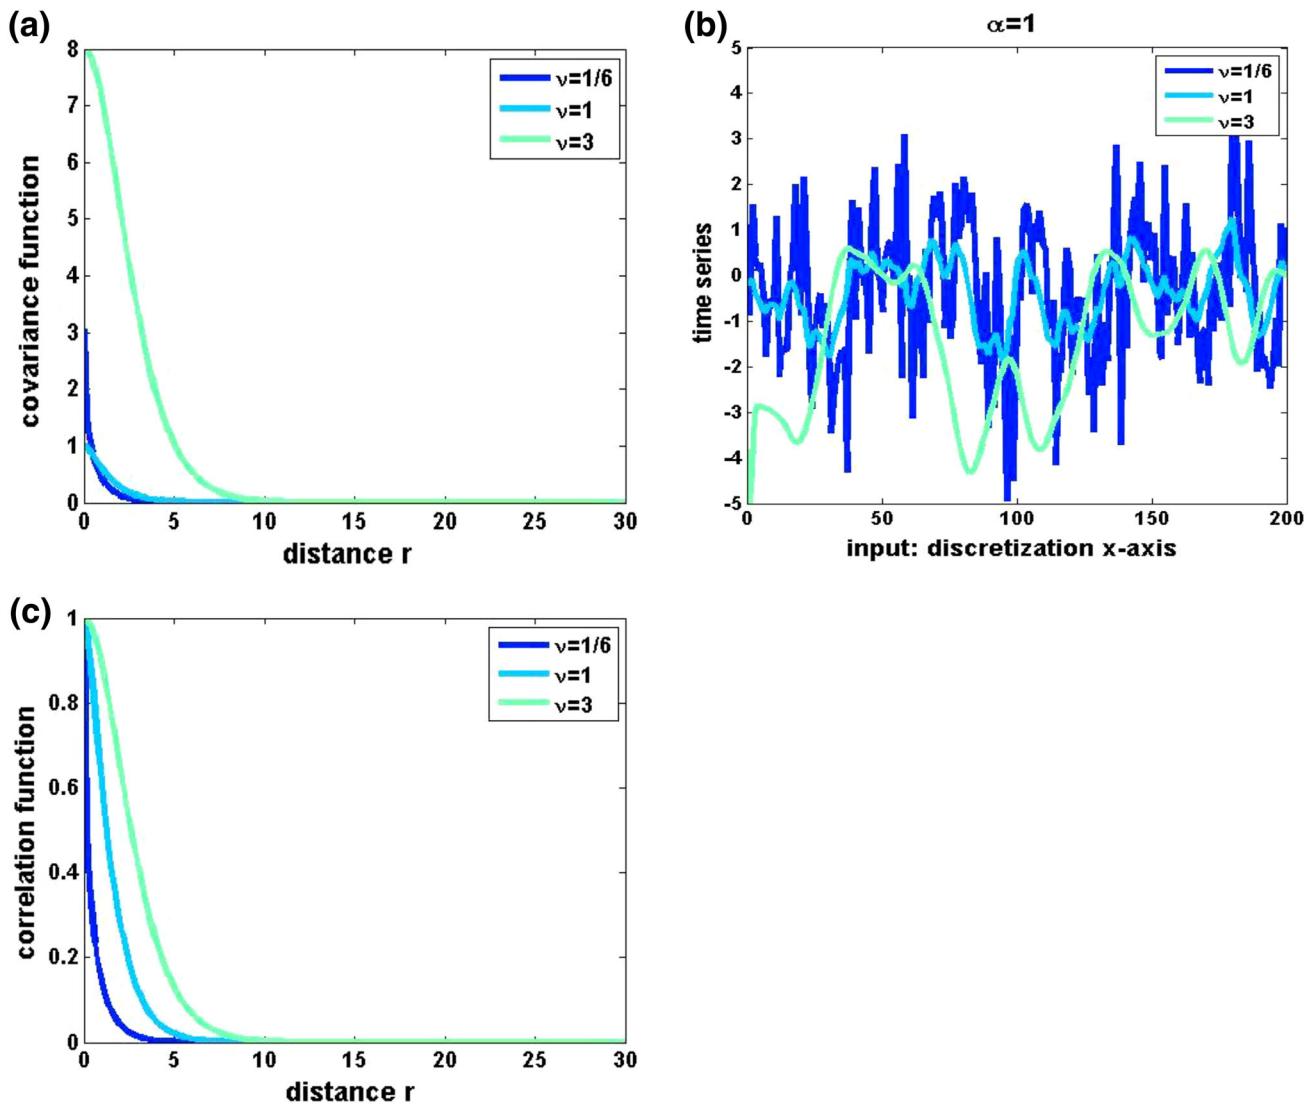 (a)
8
7
6
5
4
3
2
1
0
covariance function
ν=1/6
ν=1
ν=3
0 5 10 15 20 25 30
distance r
(b)
α=1
5
4
3
2
1
0
-1
-2
-3
-4
-5
time series
ν=1/6
ν=1
ν=3
0 50 100 150 200
input: discretization x-axis
(c)
1
0.8
0.6
0.4
0.2
0
correlation function
ν=1/6
ν=1
ν=3
0 5 10 15 20 25 30
distance r